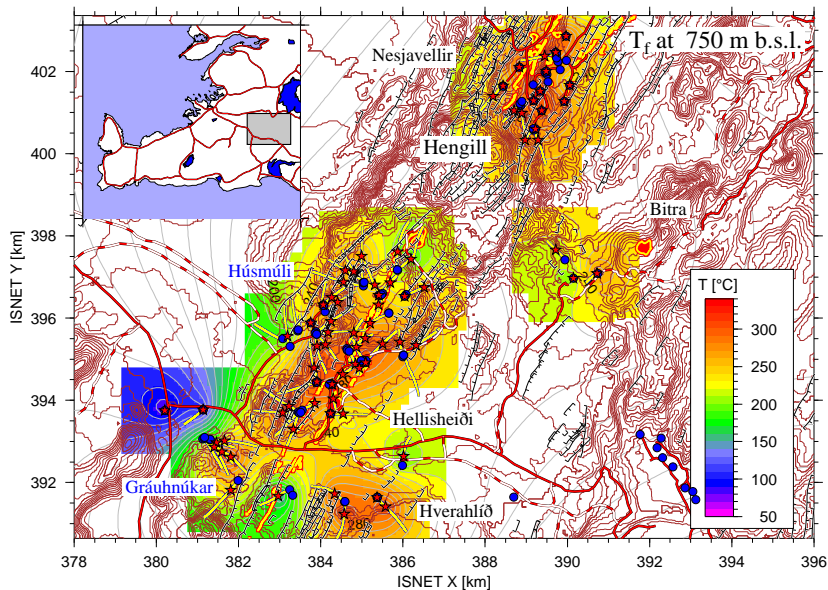 T_f at 750 m b.s.l.
Nesjavellir
Hengill
Bitra
Húsmúli
Hellisheiði
Gráuhnúkar
Hverahlíð
T [°C]
300
250
200
150
100
50
402
400
398
396
394
392
ISNET Y [km]
378 380 382 384 386 388 390 392 394 396
ISNET X [km]